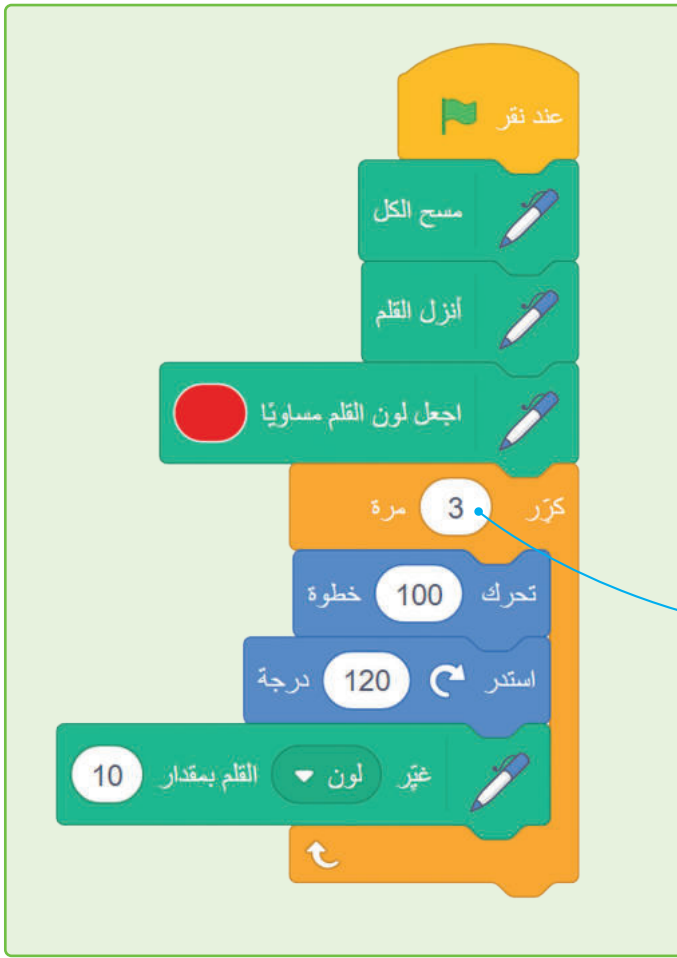 عند نقر
مسح الكل
أنزل القلم
اجعل لون القلم مساويًا
كرّر 3 مرة
تحرك 100 خطوة
استدر 120 درجة
غيّر لون القلم بمقدار 10